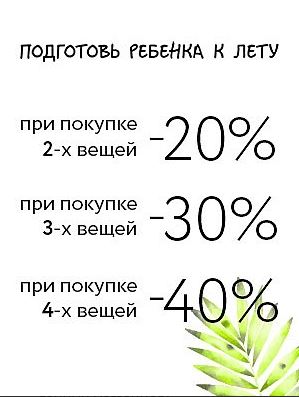 ПОДГОТОВЬ РЕБЕНКА К ЛЕТУ
при покупке
2-х вещей -20%
при покупке
3-х вещей -30%
при покупке
4-х вещей -40%